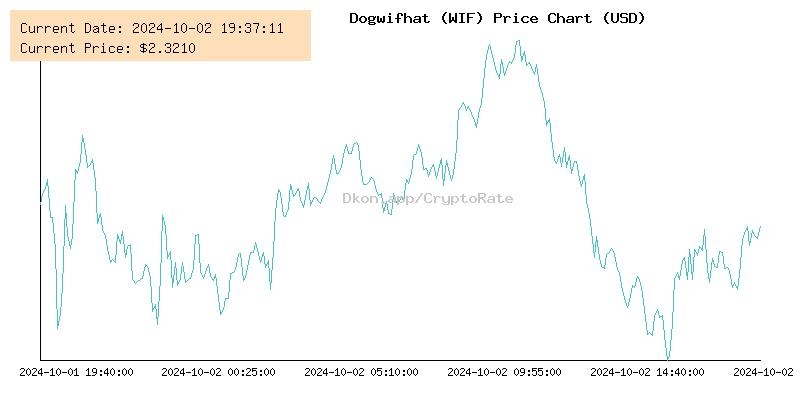 Dogwifhat (WIF) Price Chart (USD)
Current Date: 2024-10-02 19:37:11
Current Price: $2.3210
Dkon.app/CryptoRate
2024-10-01 19:40:00 2024-10-02 00:25:00 2024-10-02 05:10:00 2024-10-02 09:55:00 2024-10-02 14:40:00 2024-10-02